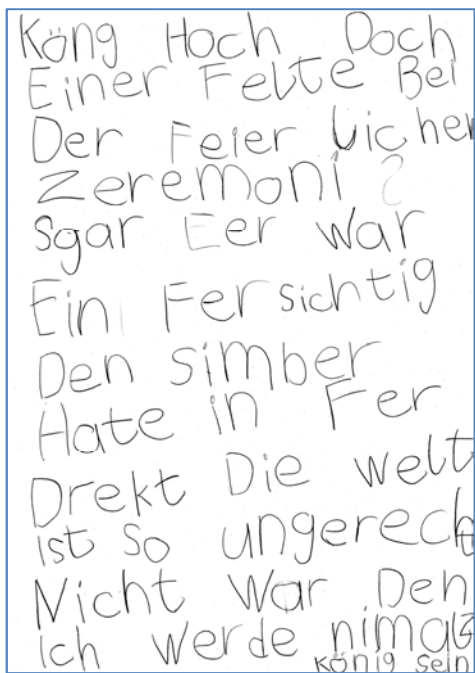 Köng Hoch Doch
Einer Felte Bei
Der Feier licher
Zeremoni ?
Sgar Eer war
Ein Fersichtig
Den simber
Hate in Fer
Drekt Die welt
ist so ungerecht
Nicht War Den
ich werde nimals
König sein